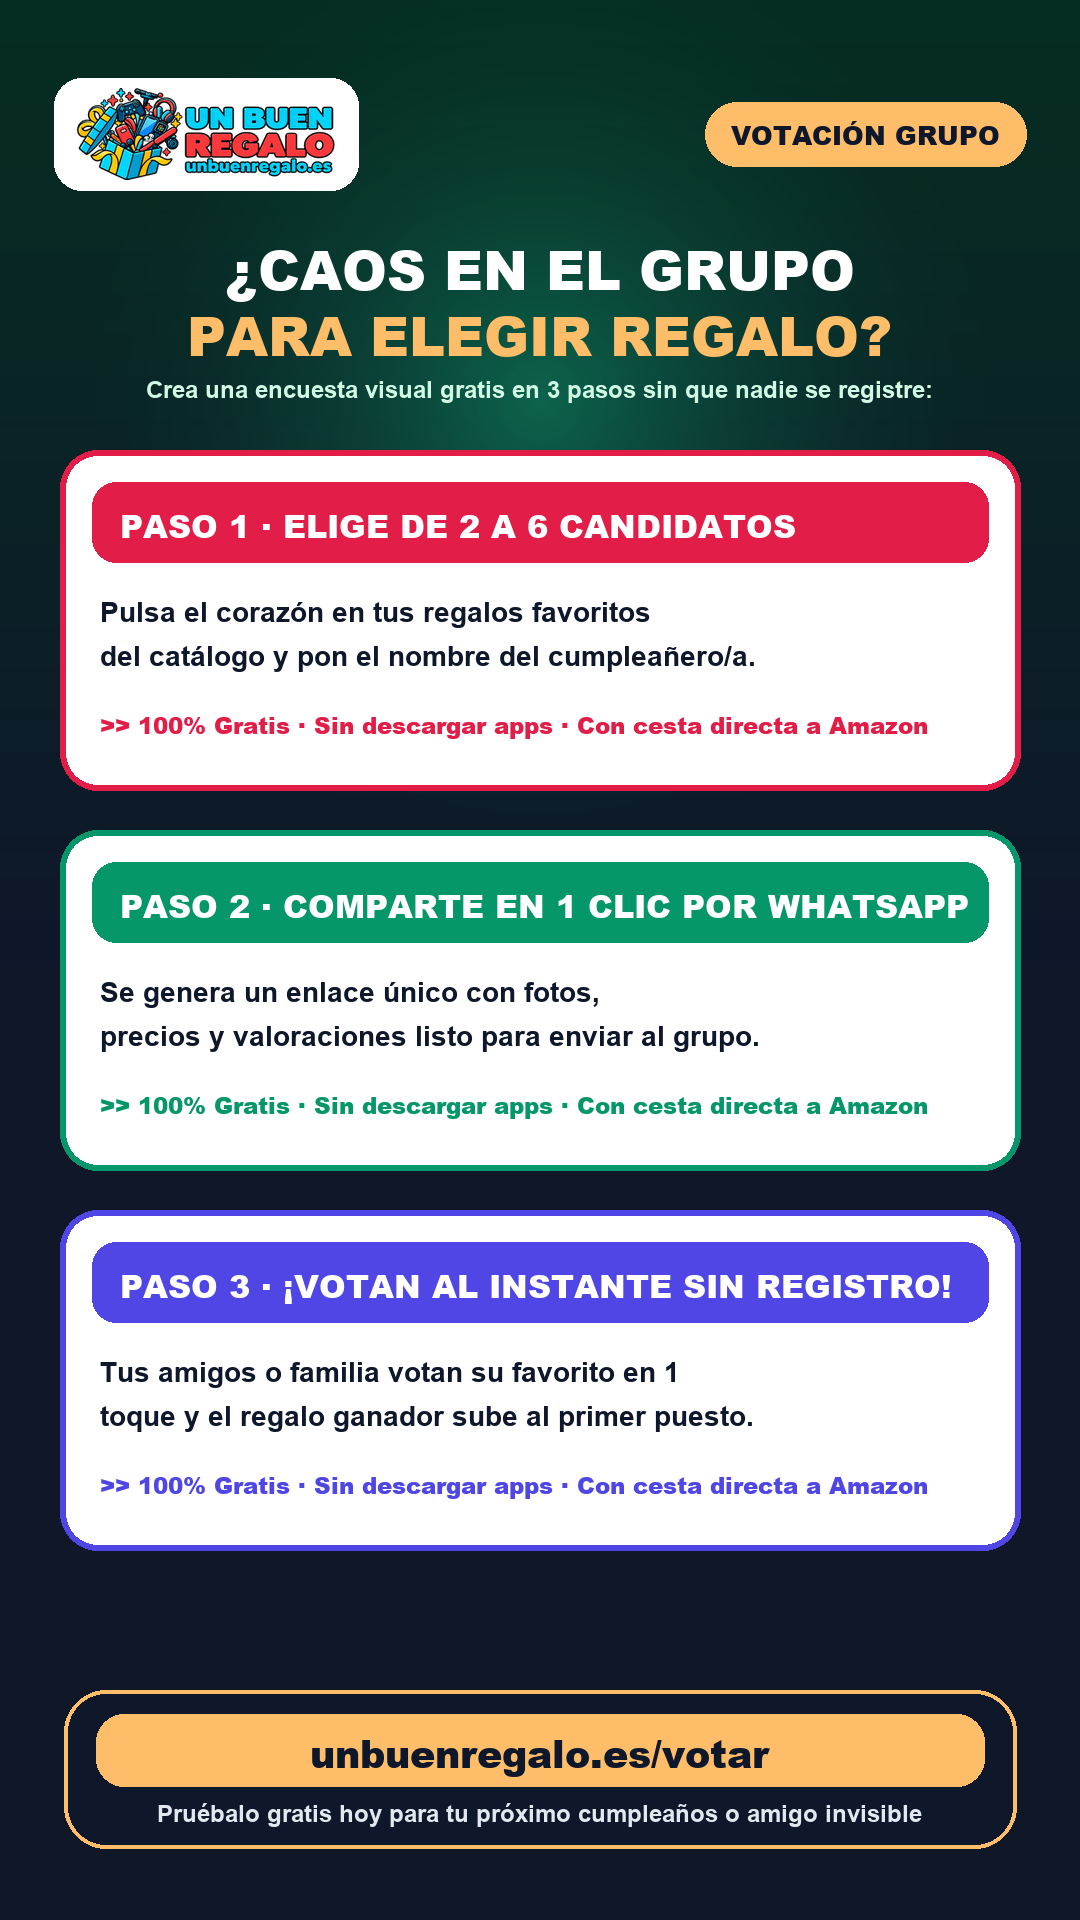 UN BUEN
REGALO
unbuenregalo.es
VOTACIÓN GRUPO
¿CAOS EN EL GRUPO
PARA ELEGIR REGALO?
Crea una encuesta visual gratis en 3 pasos sin que nadie se registre:
PASO 1 · ELIGE DE 2 A 6 CANDIDATOS
Pulsa el corazón en tus regalos favoritos
del catálogo y pon el nombre del cumpleañero/a.
>> 100% Gratis · Sin descargar apps · Con cesta directa a Amazon
PASO 2 · COMPARTE EN 1 CLIC POR WHATSAPP
Se genera un enlace único con fotos,
precios y valoraciones listo para enviar al grupo.
>> 100% Gratis · Sin descargar apps · Con cesta directa a Amazon
PASO 3 · ¡VOTAN AL INSTANTE SIN REGISTRO!
Tus amigos o familia votan su favorito en 1
toque y el regalo ganador sube al primer puesto.
>> 100% Gratis · Sin descargar apps · Con cesta directa a Amazon
unbuenregalo.es/votar
Pruébalo gratis hoy para tu próximo cumpleaños o amigo invisible